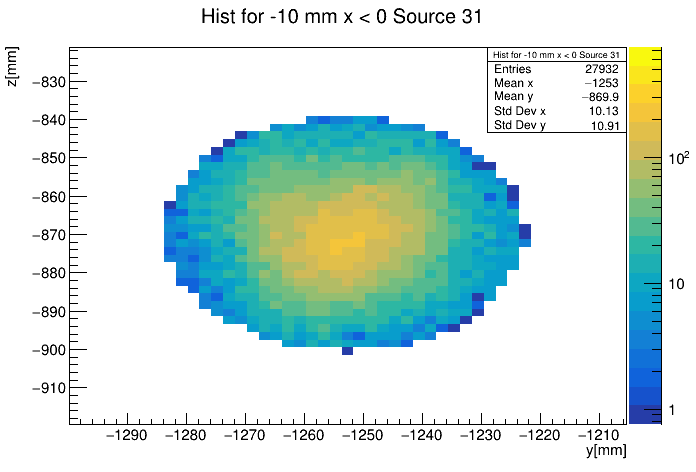 Hist for -10 mm x < 0 Source 31
z[mm]
Hist for -10 mm x < 0 Source 31
Entries 27932
Mean x −1253
Mean y −869.9
Std Dev x 10.13
Std Dev y 10.91
−830
−840
−850
−860
−870
−880
−890
−900
−910
10²
10
1
−1290 −1280 −1270 −1260 −1250 −1240 −1230 −1220 −1210
y[mm]